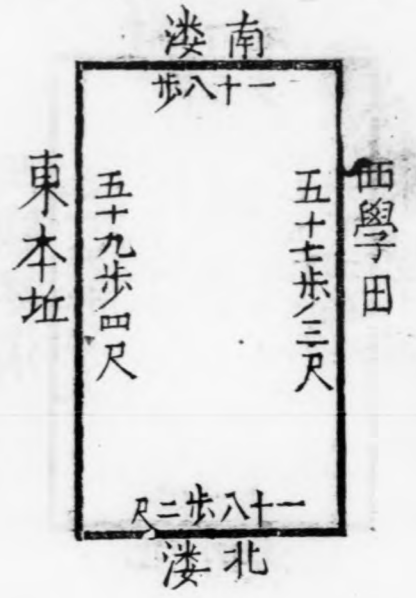 南溇
一十八步
西學田
五十七步三尺
五十九步四尺
東本坵
一十八步二尺
北溇